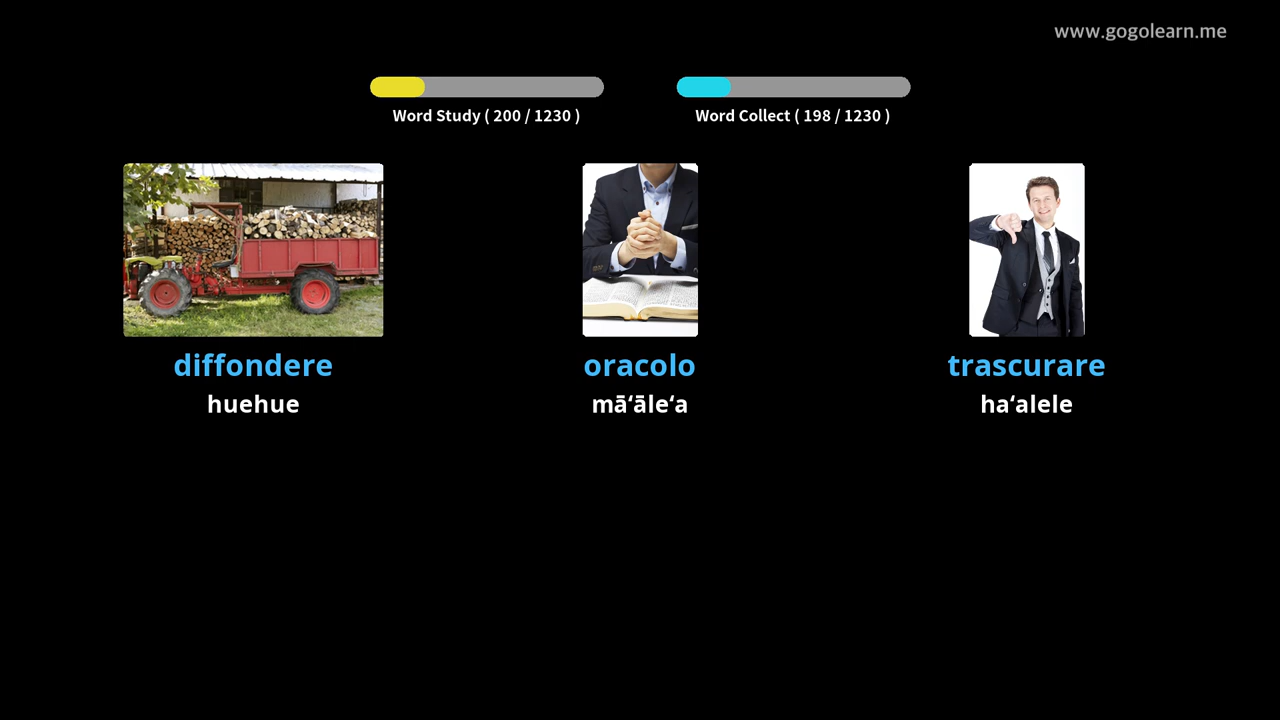 www.gogolearn.me
Word Study ( 200 / 1230 )
Word Collect ( 198 / 1230 )
diffondere
oracolo
trascurare
huehue
māʻāleʻa
haʻalele